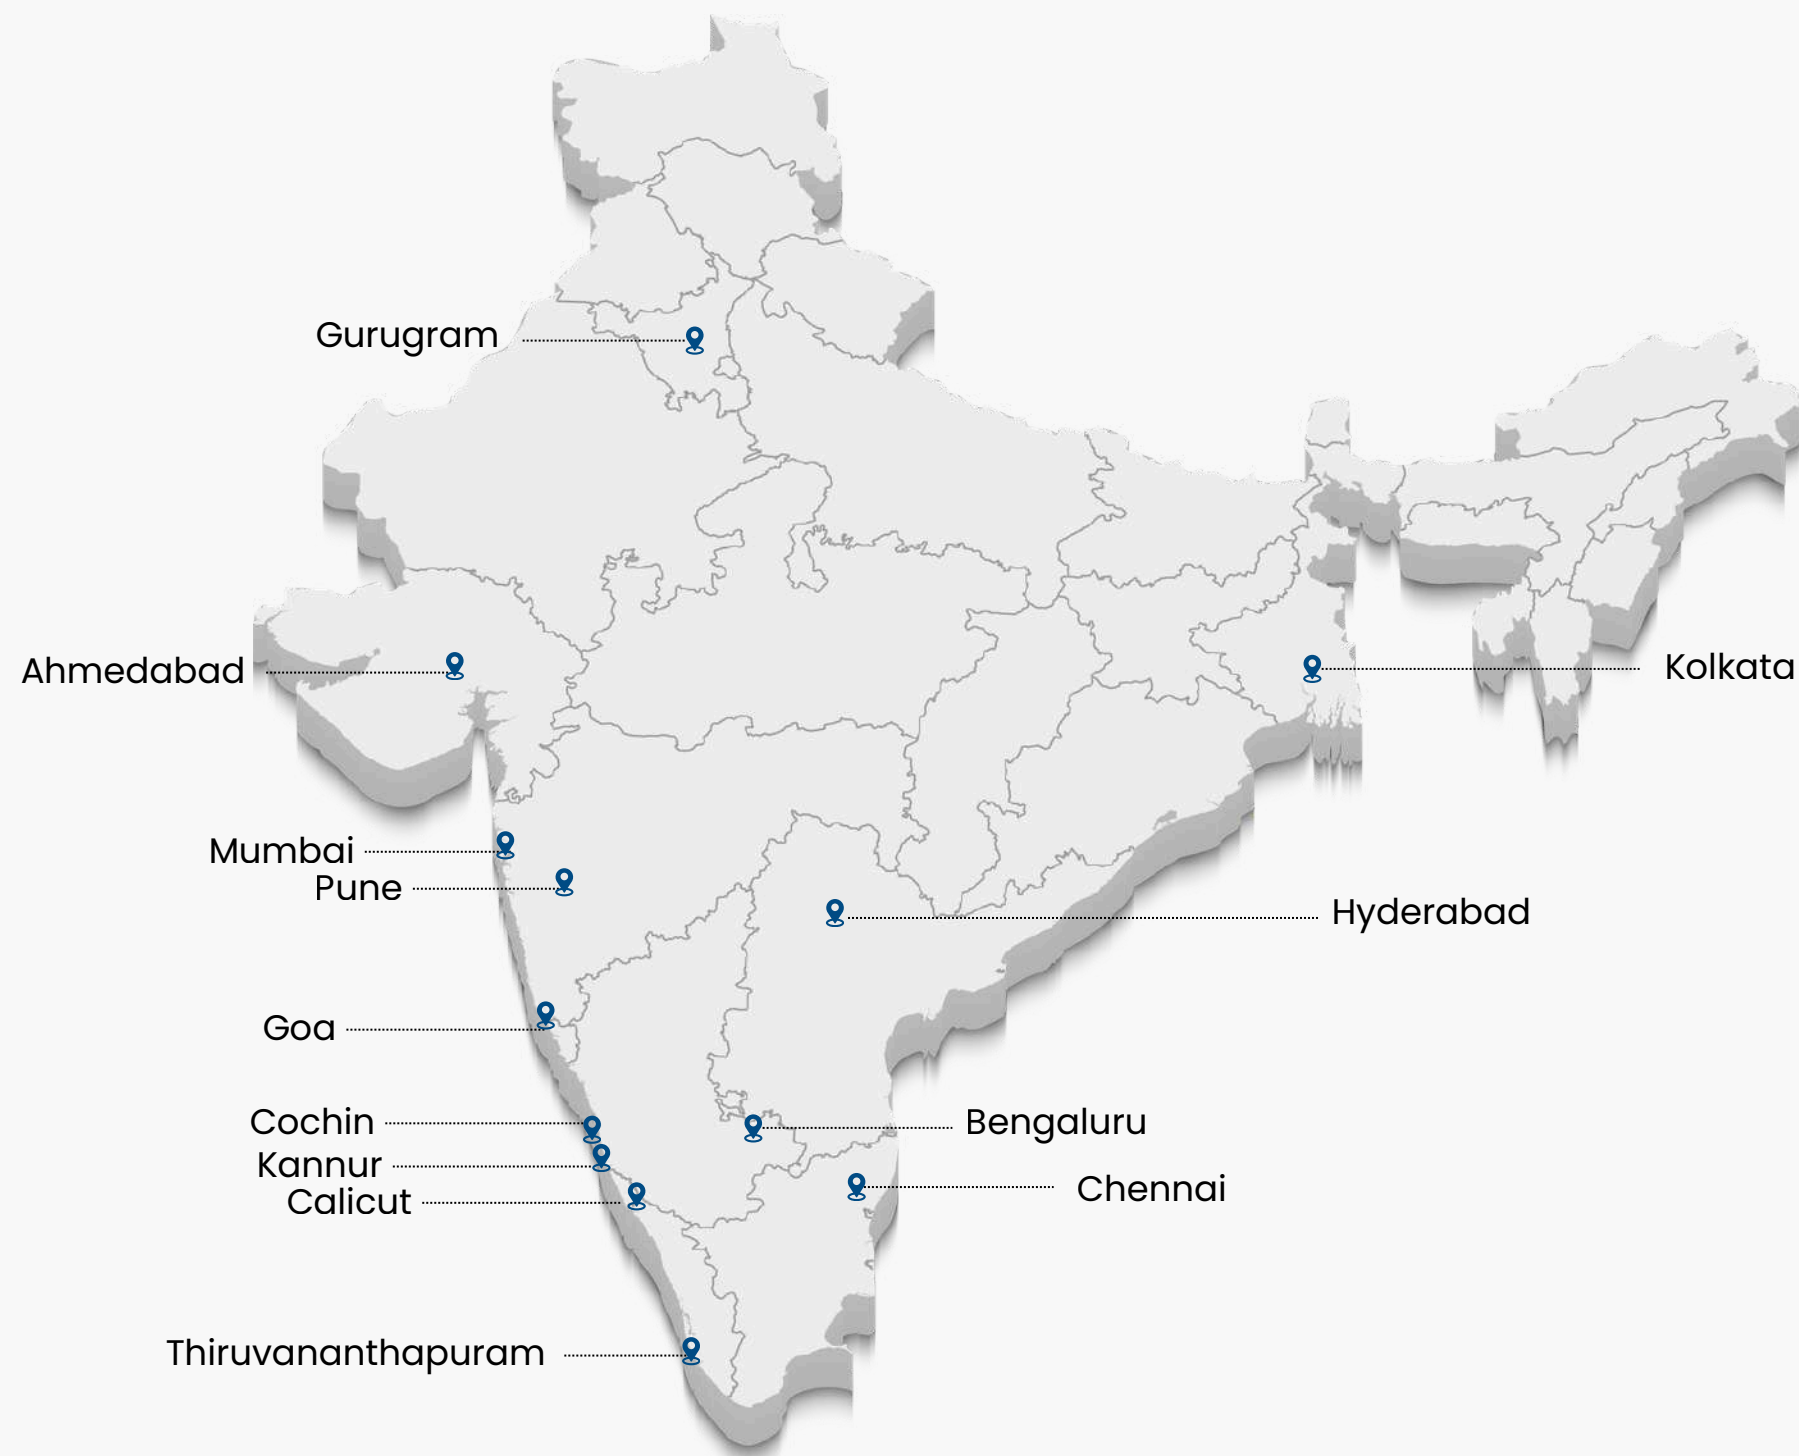 Gurugram
Ahmedabad
Kolkata
Mumbai
Pune
Hyderabad
Goa
Cochin
Bengaluru
Kannur
Chennai
Calicut
Thiruvananthapuram